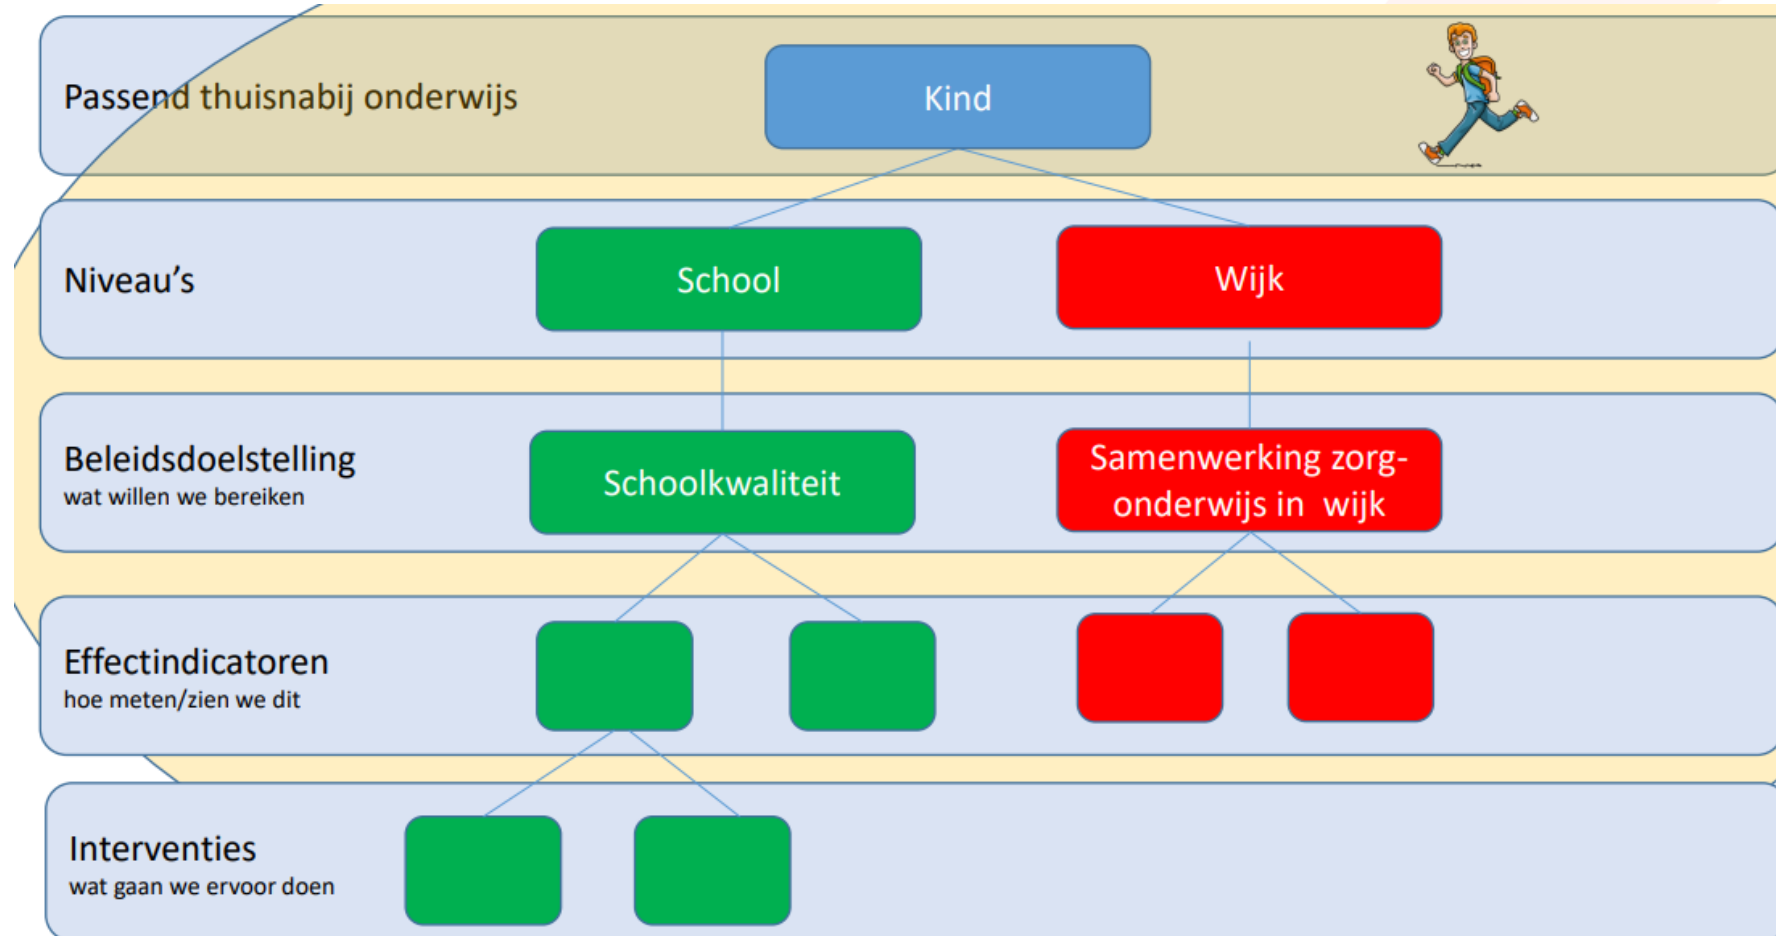 Passend thuisnabij onderwijs
Kind
Niveau's
School
Wijk
Beleidsdoelstelling
wat willen we bereiken
Schoolkwaliteit
Samenwerking zorg-
onderwijs in wijk
Effectindicatoren
hoe meten/zien we dit
Interventies
wat gaan we ervoor doen